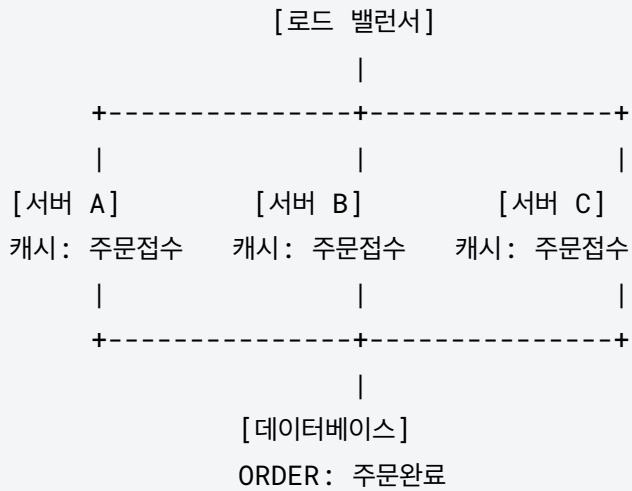 [로드 밸런서]
|
+---------------+---------------+
| | |
[서버 A] [서버 B] [서버 C]
캐시: 주문접수 캐시: 주문접수 캐시: 주문접수
| | |
+---------------+---------------+
|
[데이터베이스]
ORDER: 주문완료